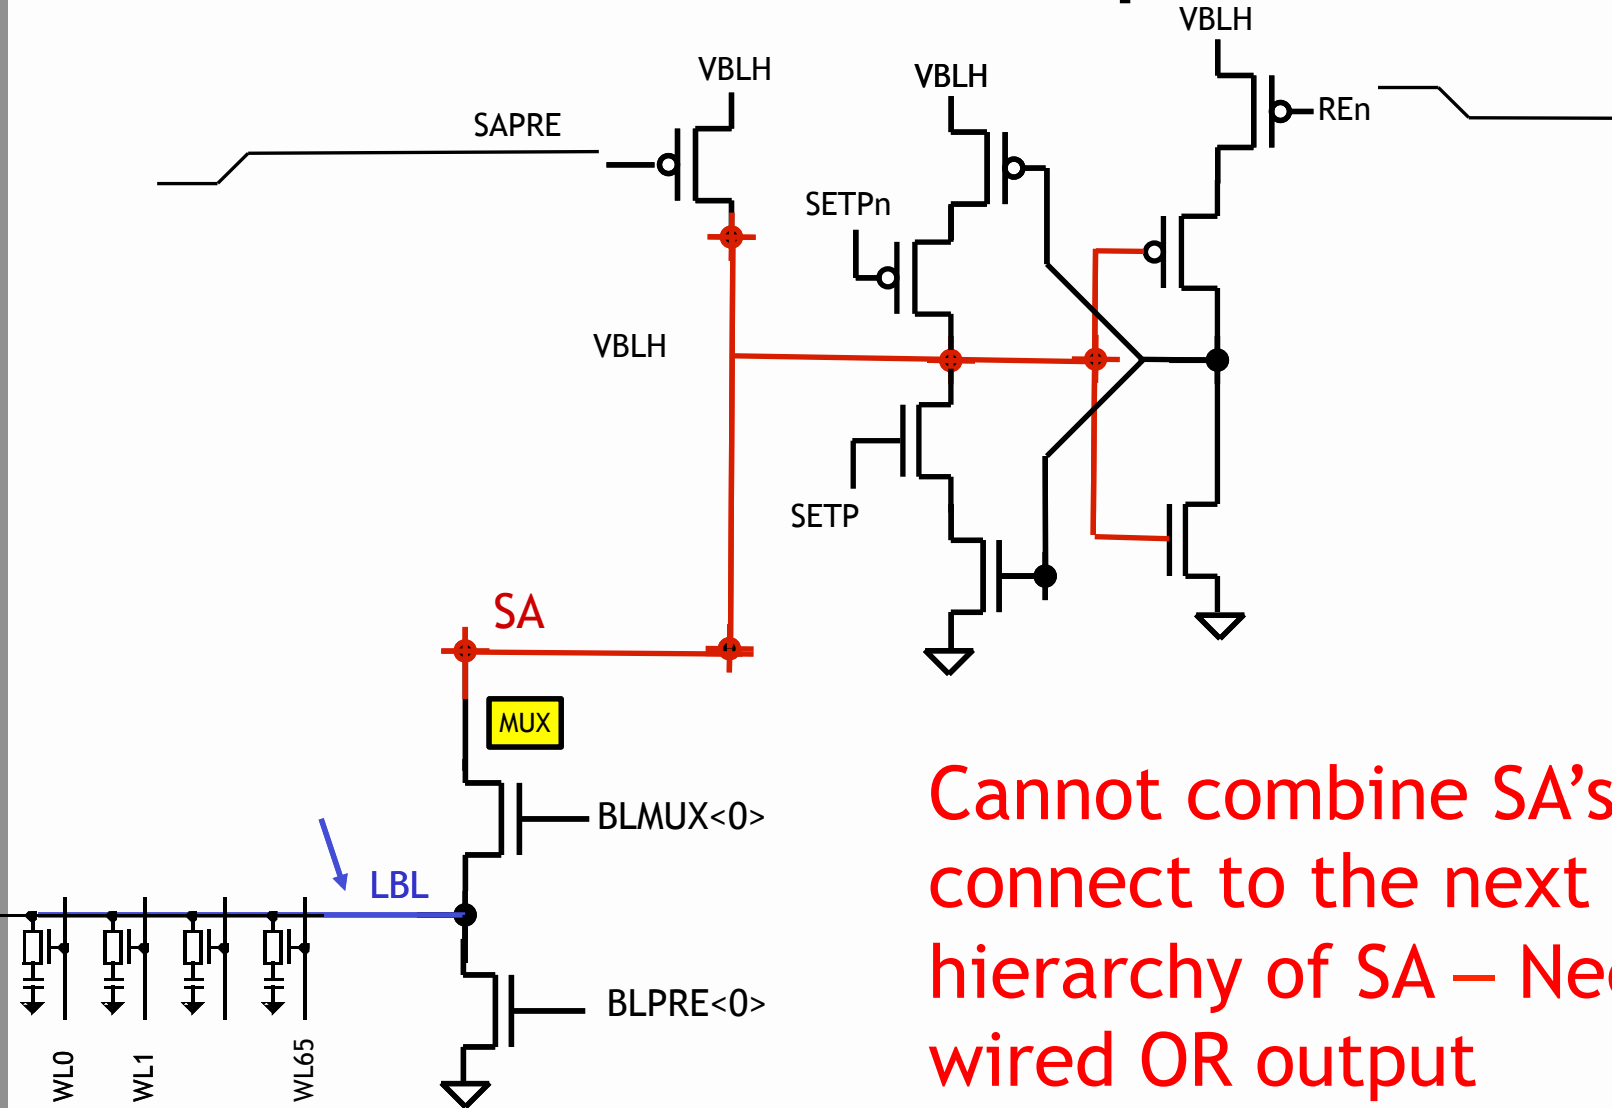 VBLH
VBLH
VBLH
SAPRE
REn
SETPn
VBLH
SETP
SA
MUX
BLMUX<0>
LBL
BLPRE<0>
WL0
WL1
WL65
Cannot combine SA's
connect to the next
hierarchy of SA – Nee
wired OR output